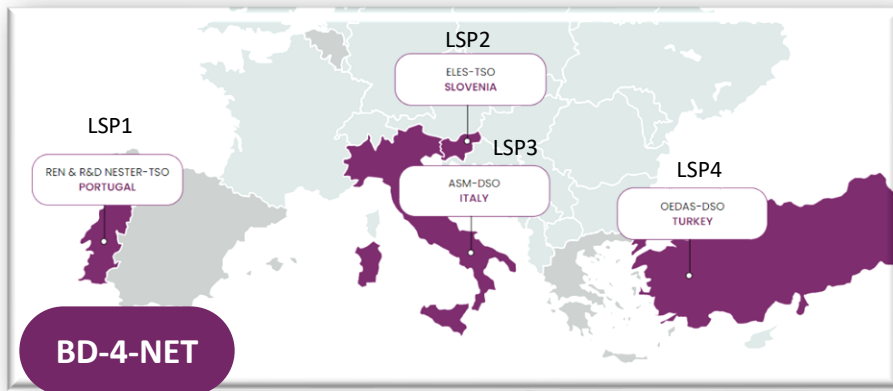 LSP2
ELES-TSO
SLOVENIA
LSP1
REN & R&D NESTER-TSO
PORTUGAL
LSP3
ASM-DSO
ITALY
LSP4
OEDAS-DSO
TURKEY
BD-4-NET